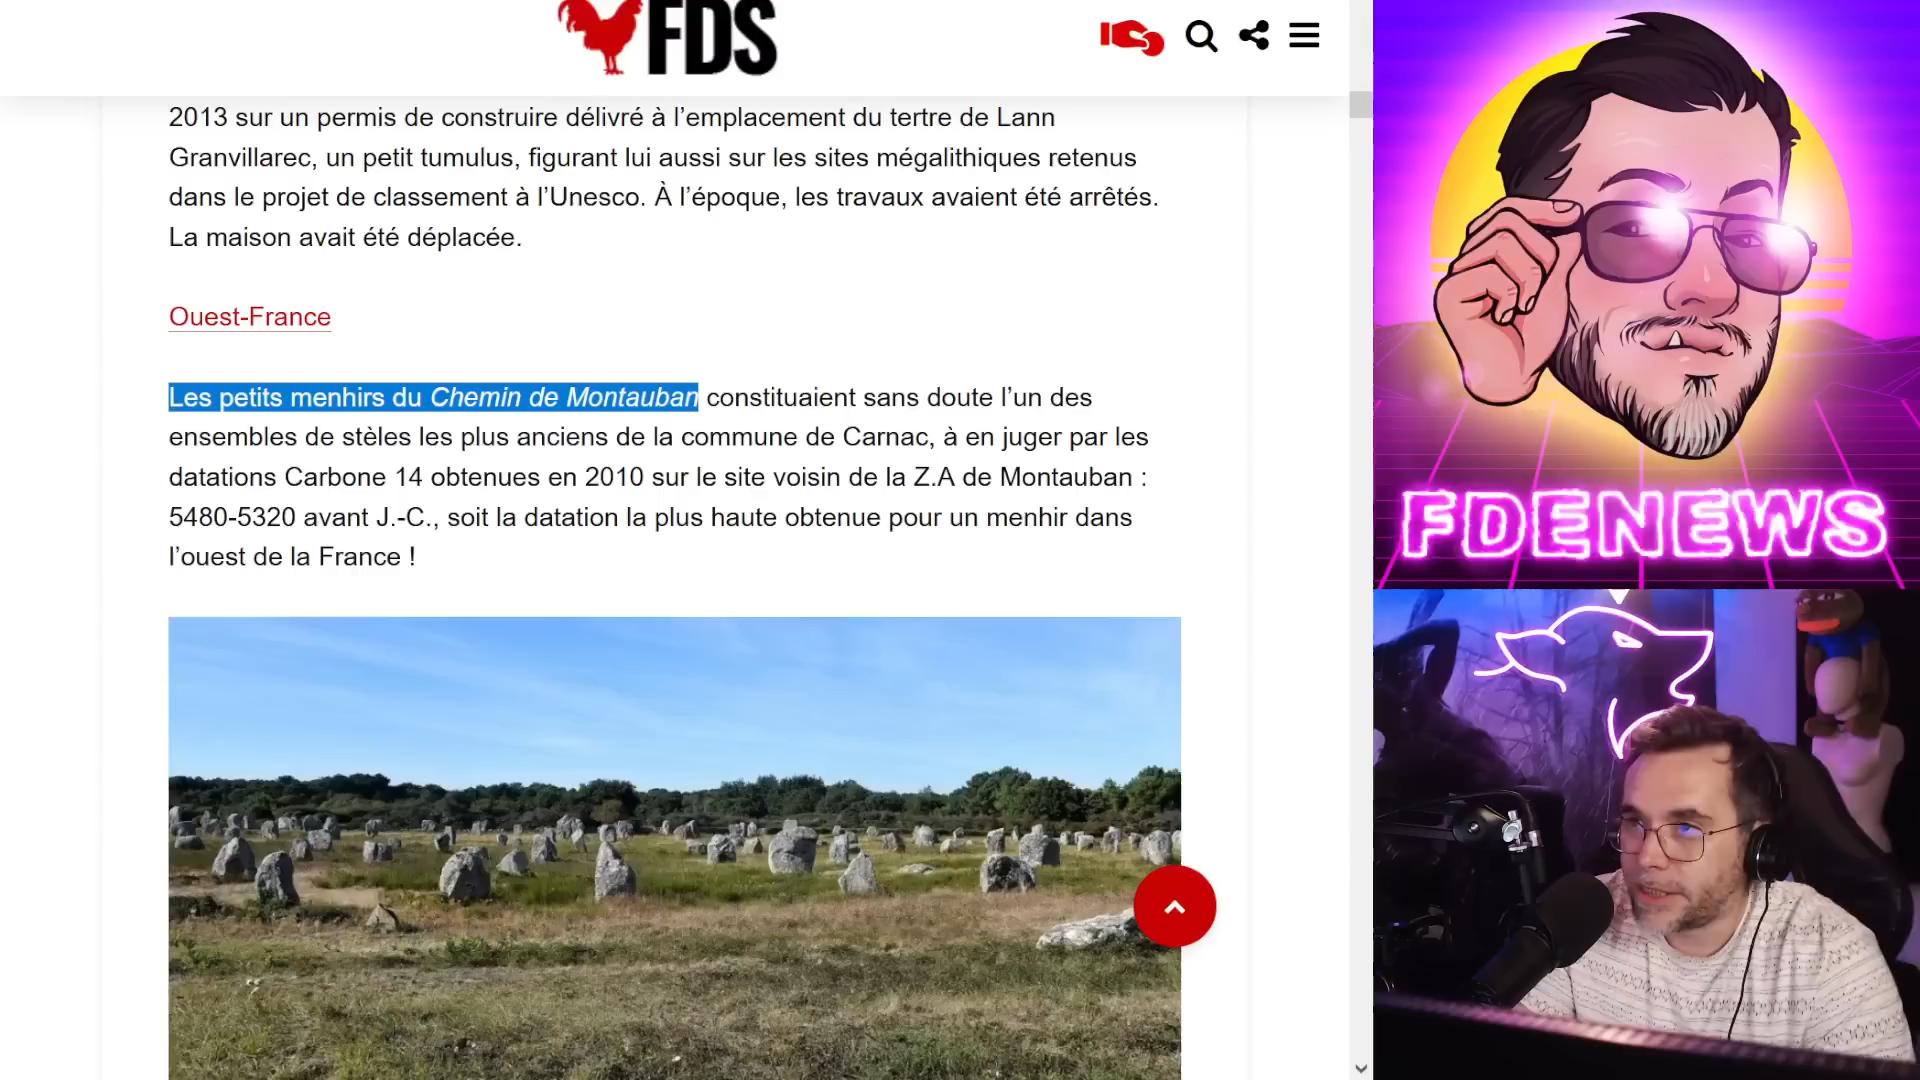 FDS
2013 sur un permis de construire délivré à l’emplacement du tertre de Lann
Granvillarec, un petit tumulus, figurant lui aussi sur les sites mégalithiques retenus
dans le projet de classement à l’Unesco. À l’époque, les travaux avaient été arrêtés.
La maison avait été déplacée.
Ouest-France
Les petits menhirs du Chemin de Montauban constituaient sans doute l’un des
ensembles de stèles les plus anciens de la commune de Carnac, à en juger par les
datations Carbone 14 obtenues en 2010 sur le site voisin de la Z.A de Montauban :
5480-5320 avant J.-C., soit la datation la plus haute obtenue pour un menhir dans
l’ouest de la France !
FDENEWS